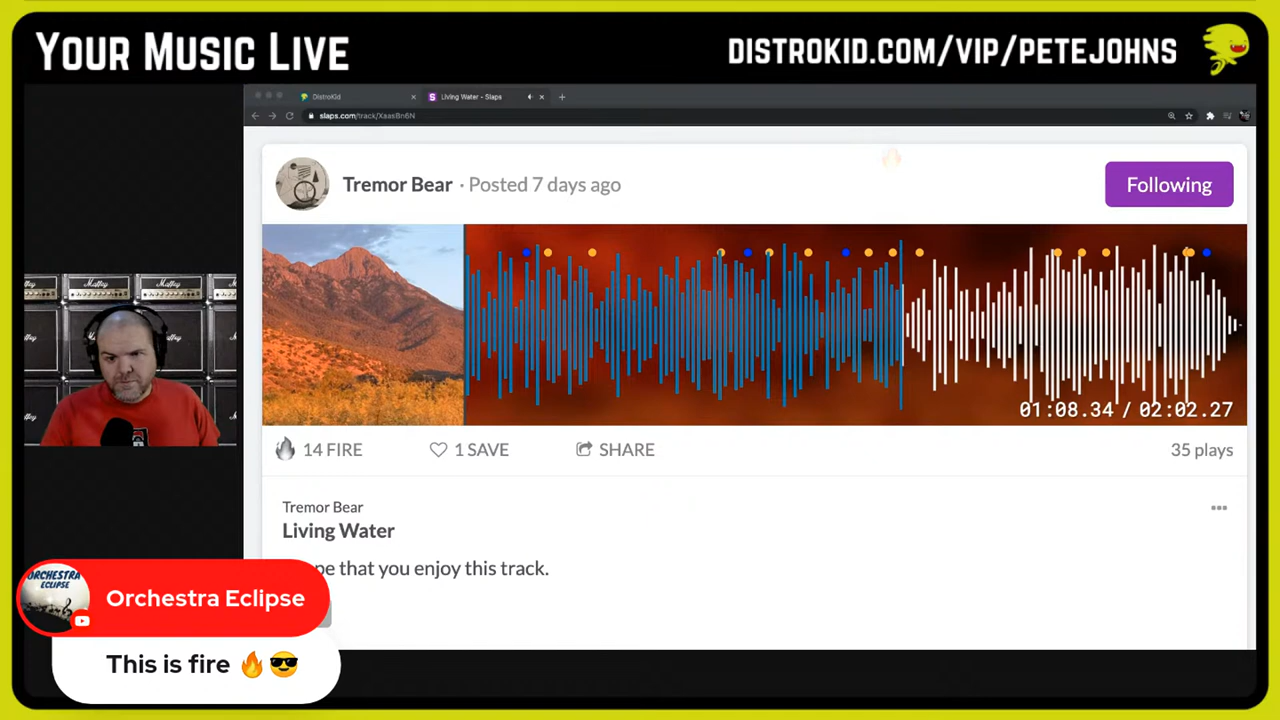 YOUR MUSIC LIVE
DISTROKID.COM/VIP/PETEJOHNS
DistroKid
Living Water - Slaps
slaps.com/track/XaasBn6N
Tremor Bear · Posted 7 days ago
Following
01:08.34 / 02:02.27
14 FIRE
1 SAVE
SHARE
35 plays
Tremor Bear
Living Water
pe that you enjoy this track.
ORCHESTRA
ECLIPSE
Orchestra Eclipse
This is fire 🔥😎